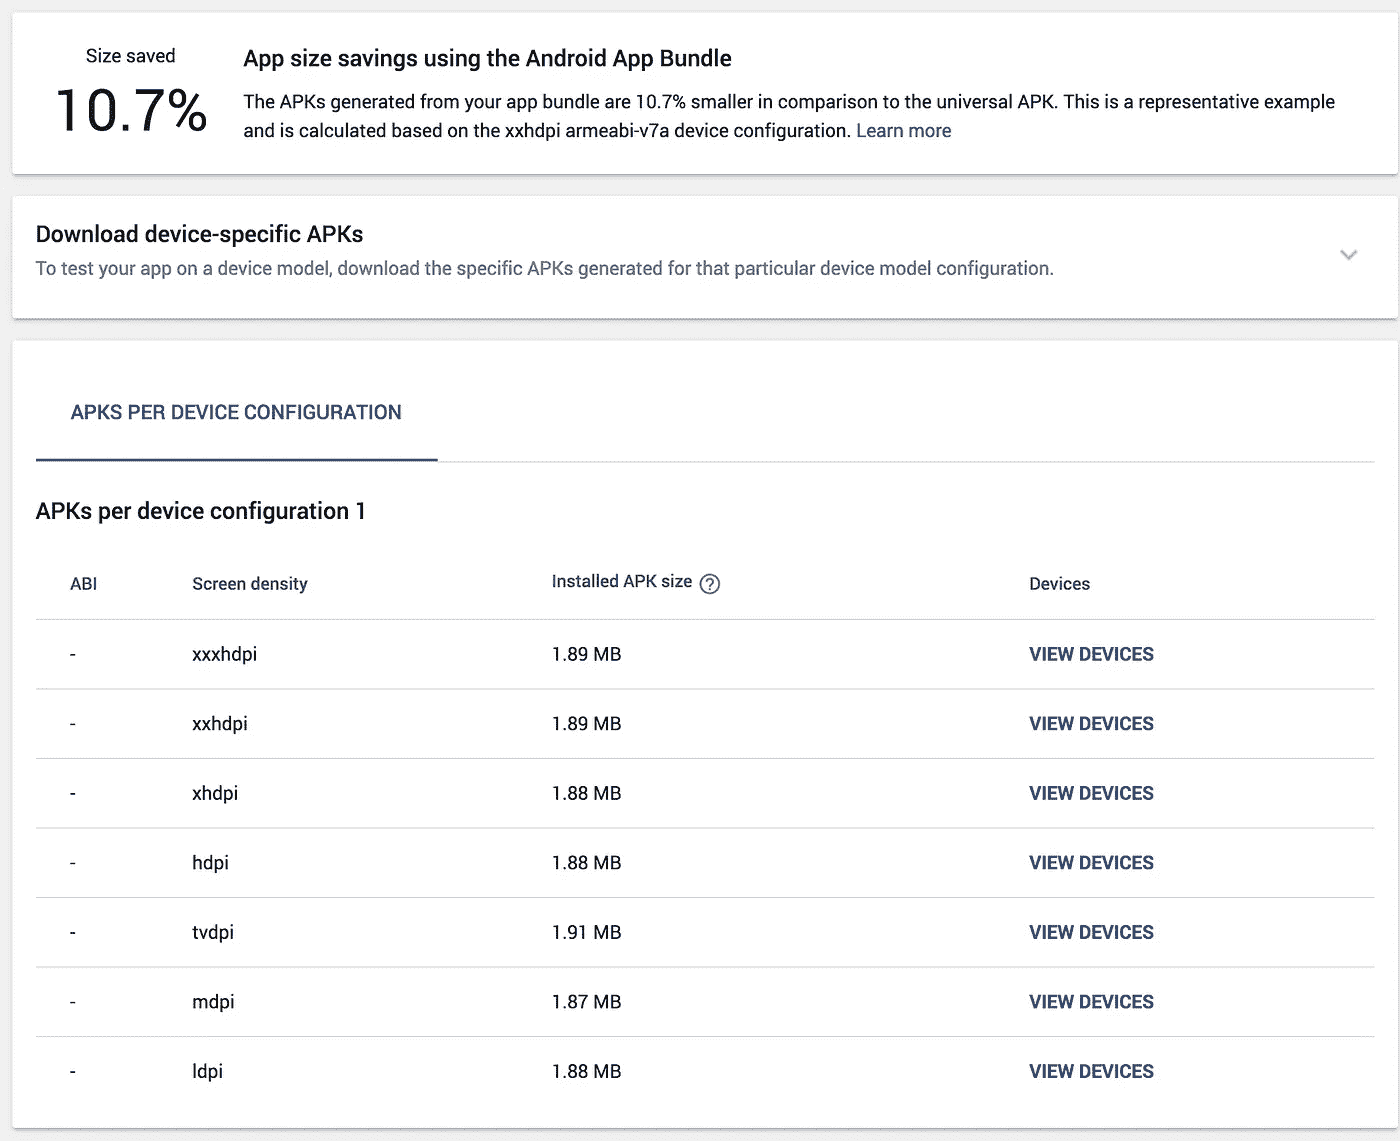 Size saved
10.7%
App size savings using the Android App Bundle
The APKs generated from your app bundle are 10.7% smaller in comparison to the universal APK. This is a representative example
and is calculated based on the xxhdpi armeabi-v7a device configuration. Learn more
Download device-specific APKs
To test your app on a device model, download the specific APKs generated for that particular device model configuration.
APKS PER DEVICE CONFIGURATION
APKs per device configuration 1
ABI Screen density Installed APK size ? Devices
- xxxhdpi 1.89 MB VIEW DEVICES
- xxhdpi 1.89 MB VIEW DEVICES
- xhdpi 1.88 MB VIEW DEVICES
- hdpi 1.88 MB VIEW DEVICES
- tvdpi 1.91 MB VIEW DEVICES
- mdpi 1.87 MB VIEW DEVICES
- ldpi 1.88 MB VIEW DEVICES